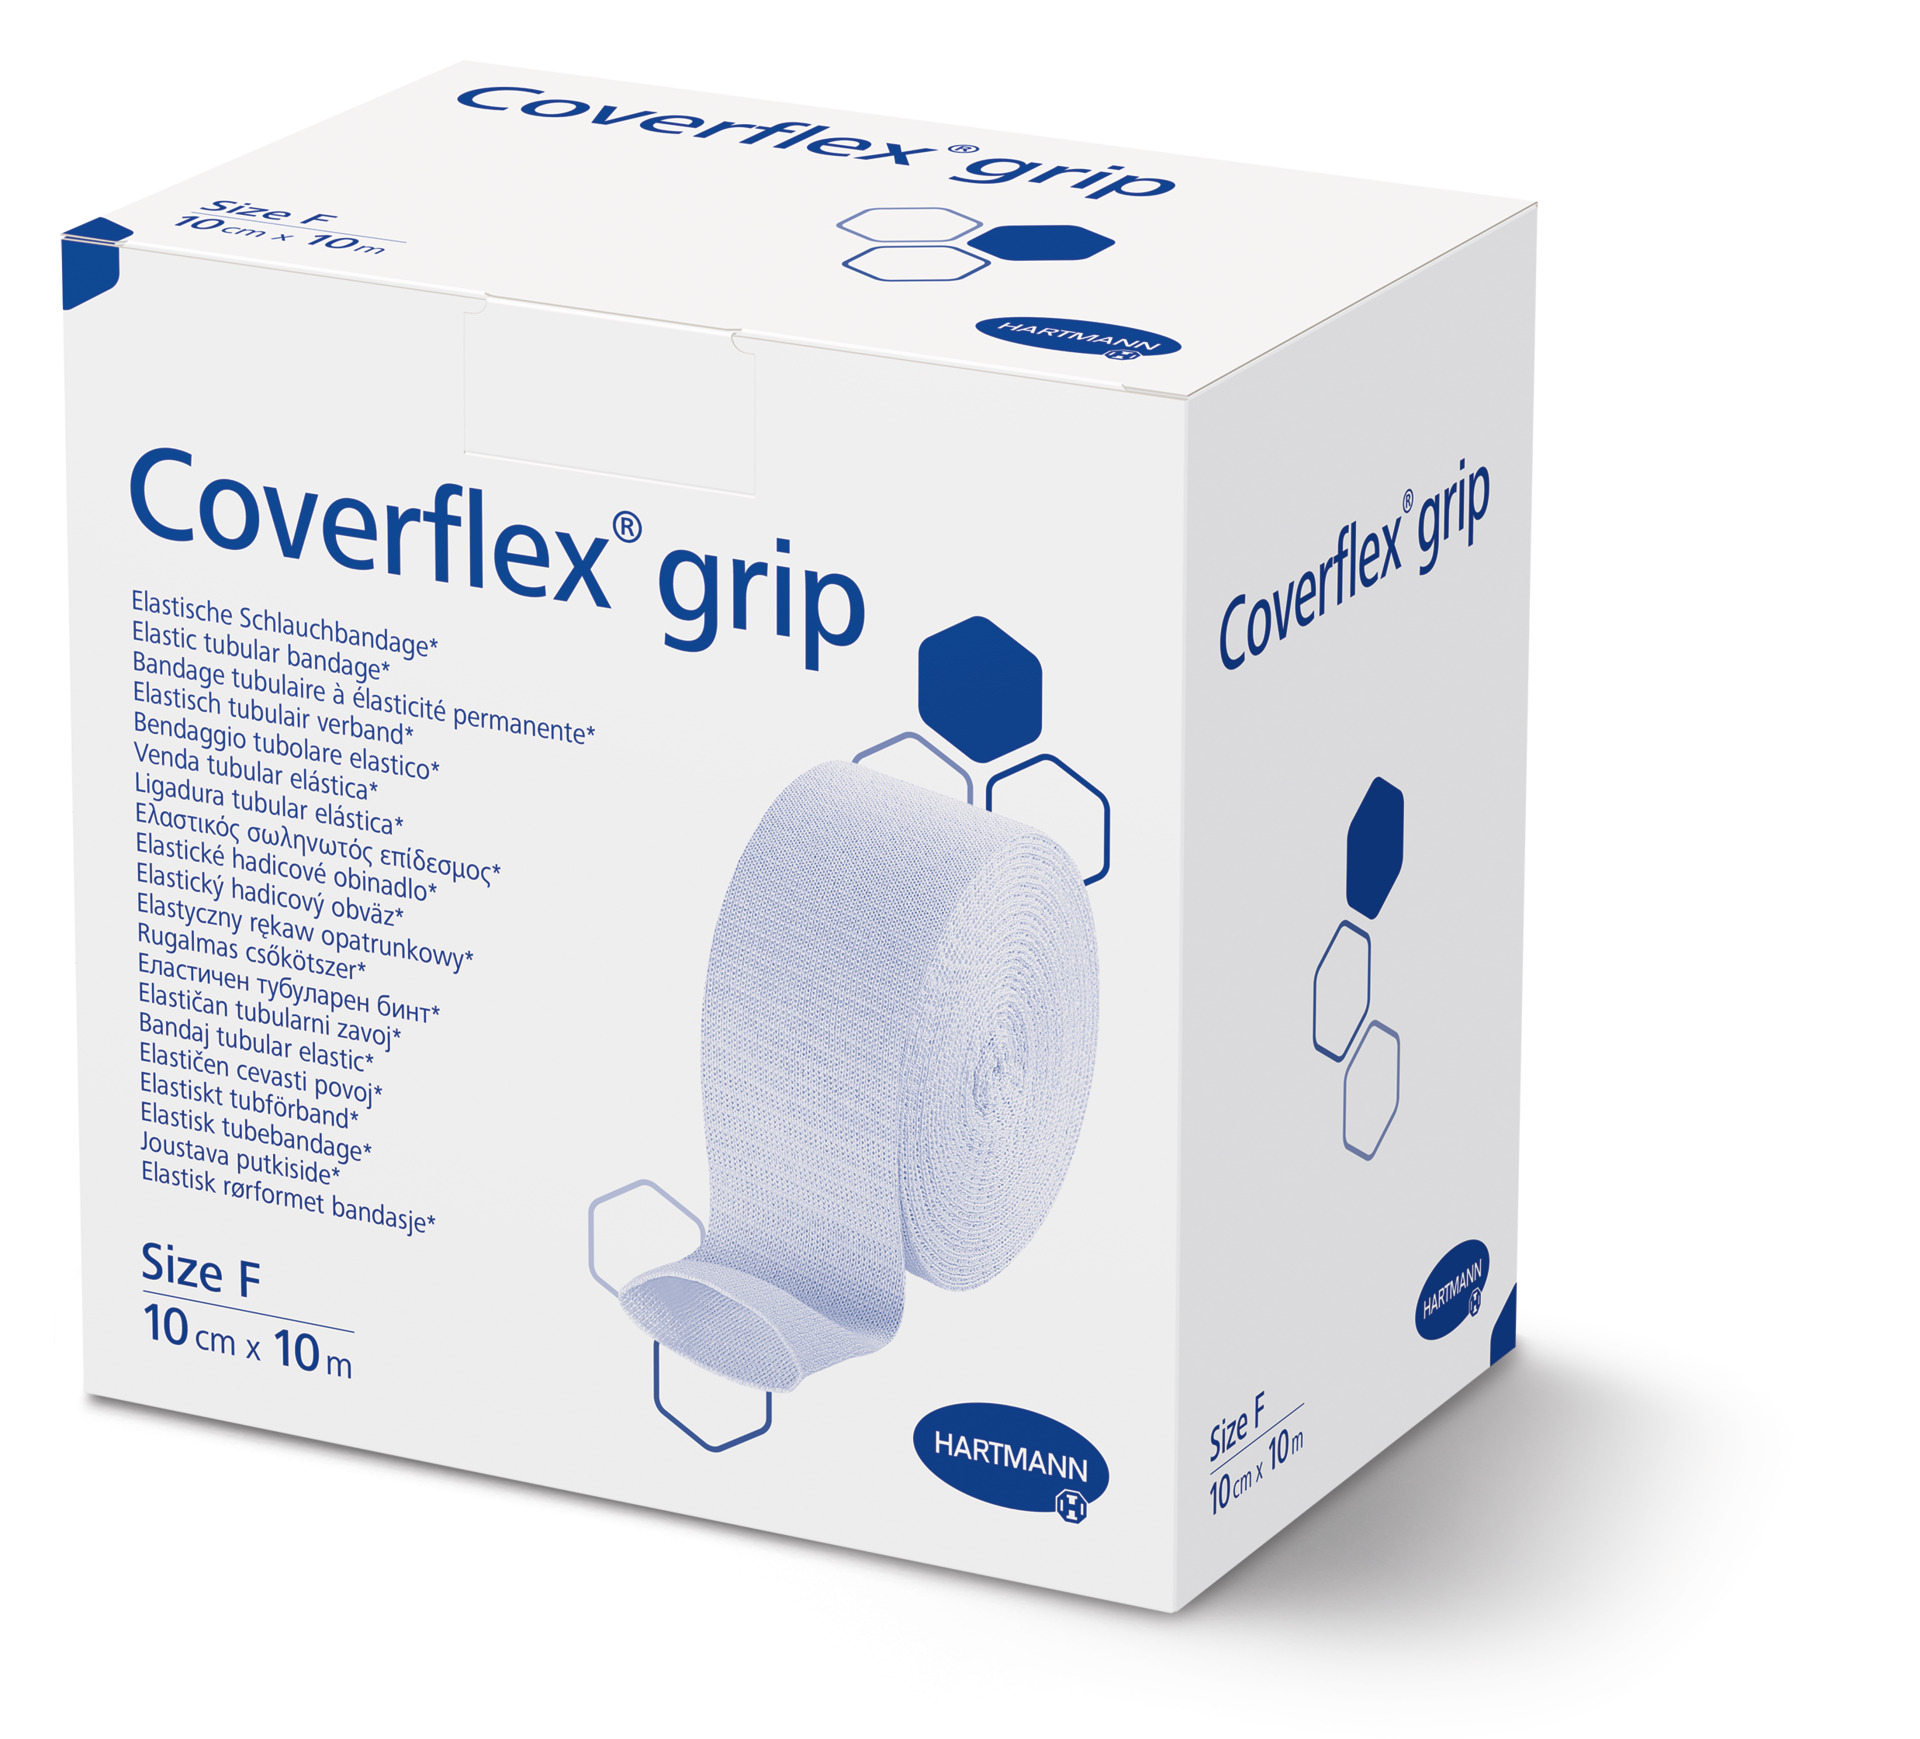 Coverflex® grip
Size F
10 cm x 10 m
HARTMANN
Coverflex® grip
Elastische Schlauchbandage*
Elastic tubular bandage*
Bandage tubulaire à élasticité permanente*
Elastisch tubulair verband*
Bendaggio tubolare elastico*
Venda tubular elástica*
Ligadura tubular elástica*
Ελαστικός σωληνωτός επίδεσμος*
Elastické hadicové obinadlo*
Elastický hadicový obväz*
Elastyczny rękaw opatrunkowy*
Rugalmas csőkötszer*
Еластичен тубуларен бинт*
Elastičan tubularni zavoj*
Bandaj tubular elastic*
Elastičen cevasti povoj*
Elastiskt tubförband*
Elastisk tubebandage*
Joustava putkiside*
Elastisk rørformet bandasje*
Size F
10 cm x 10 m
HARTMANN
Coverflex® grip
HARTMANN
Size F
10 cm x 10 m